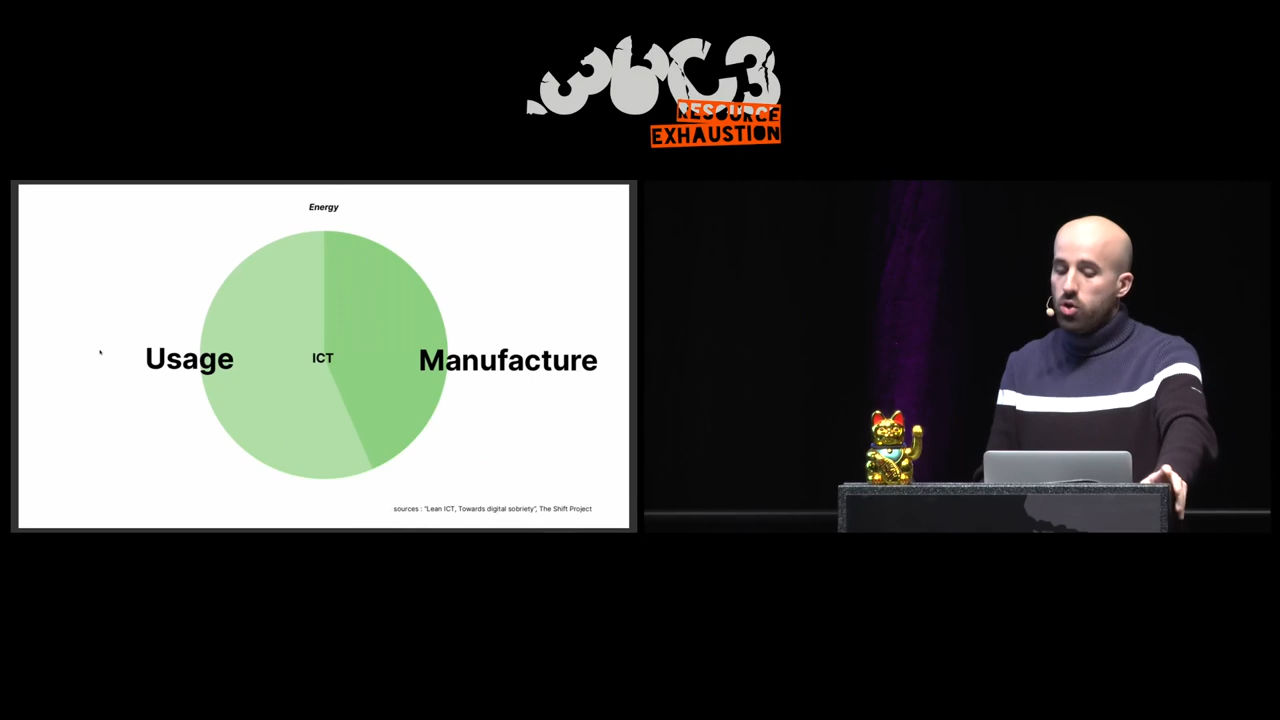 36C3
RESOURCE
EXHAUSTION
Energy
Usage
ICT
Manufacture
sources : "Lean ICT, Towards digital sobriety", The Shift Project